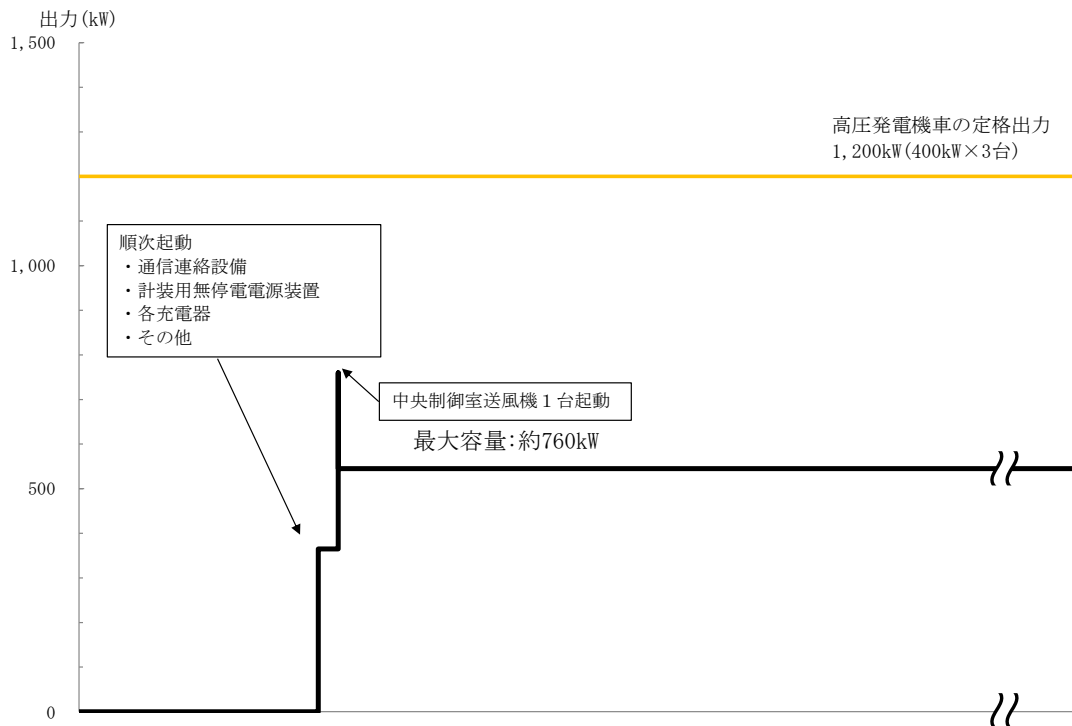 出力(kW)
1,500
高圧発電機車の定格出力
1,200kW(400kW×3台)
順次起動
・通信連絡設備
・計装用無停電電源装置
・各充電器
・その他
1,000
中央制御室送風機１台起動
最大容量:約760kW
500
0